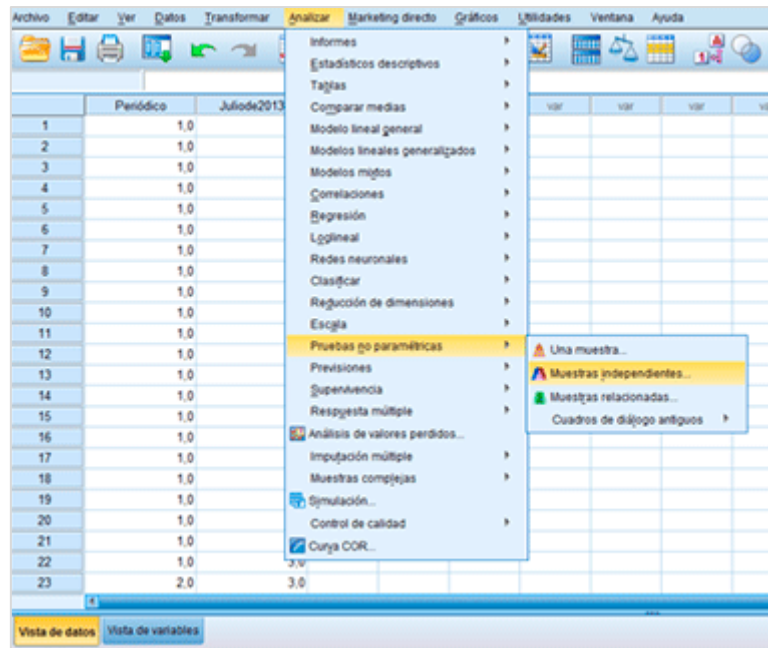 Archivo Editar Ver Datos Transformar Analizar Marketing directo Gráficos Utilidades Ventana Ayuda
Informes
Estadísticos descriptivos
Tablas
Comparar medias
Modelo lineal general
Modelos lineales generalizados
Modelos mixtos
Correlaciones
Regresión
Loglineal
Redes neuronales
Clasificar
Reducción de dimensiones
Escala
Pruebas no paramétricas
Previsiones
Supervivencia
Respuesta múltiple
Análisis de valores perdidos...
Imputación múltiple
Muestras complejas
Simulación...
Control de calidad
Curva COR...
Una muestra...
Muestras independientes...
Muestras relacionadas...
Cuadros de diálogo antiguos
Periódico Juliode2013 var var var
1 1,0
2 1,0
3 1,0
4 1,0
5 1,0
6 1,0
7 1,0
8 1,0
9 1,0
10 1,0
11 1,0
12 1,0
13 1,0
14 1,0
15 1,0
16 1,0
17 1,0
18 1,0
19 1,0
20 1,0
21 1,0
22 1,0 3,0
23 2,0 3,0
Vista de datos Vista de variables